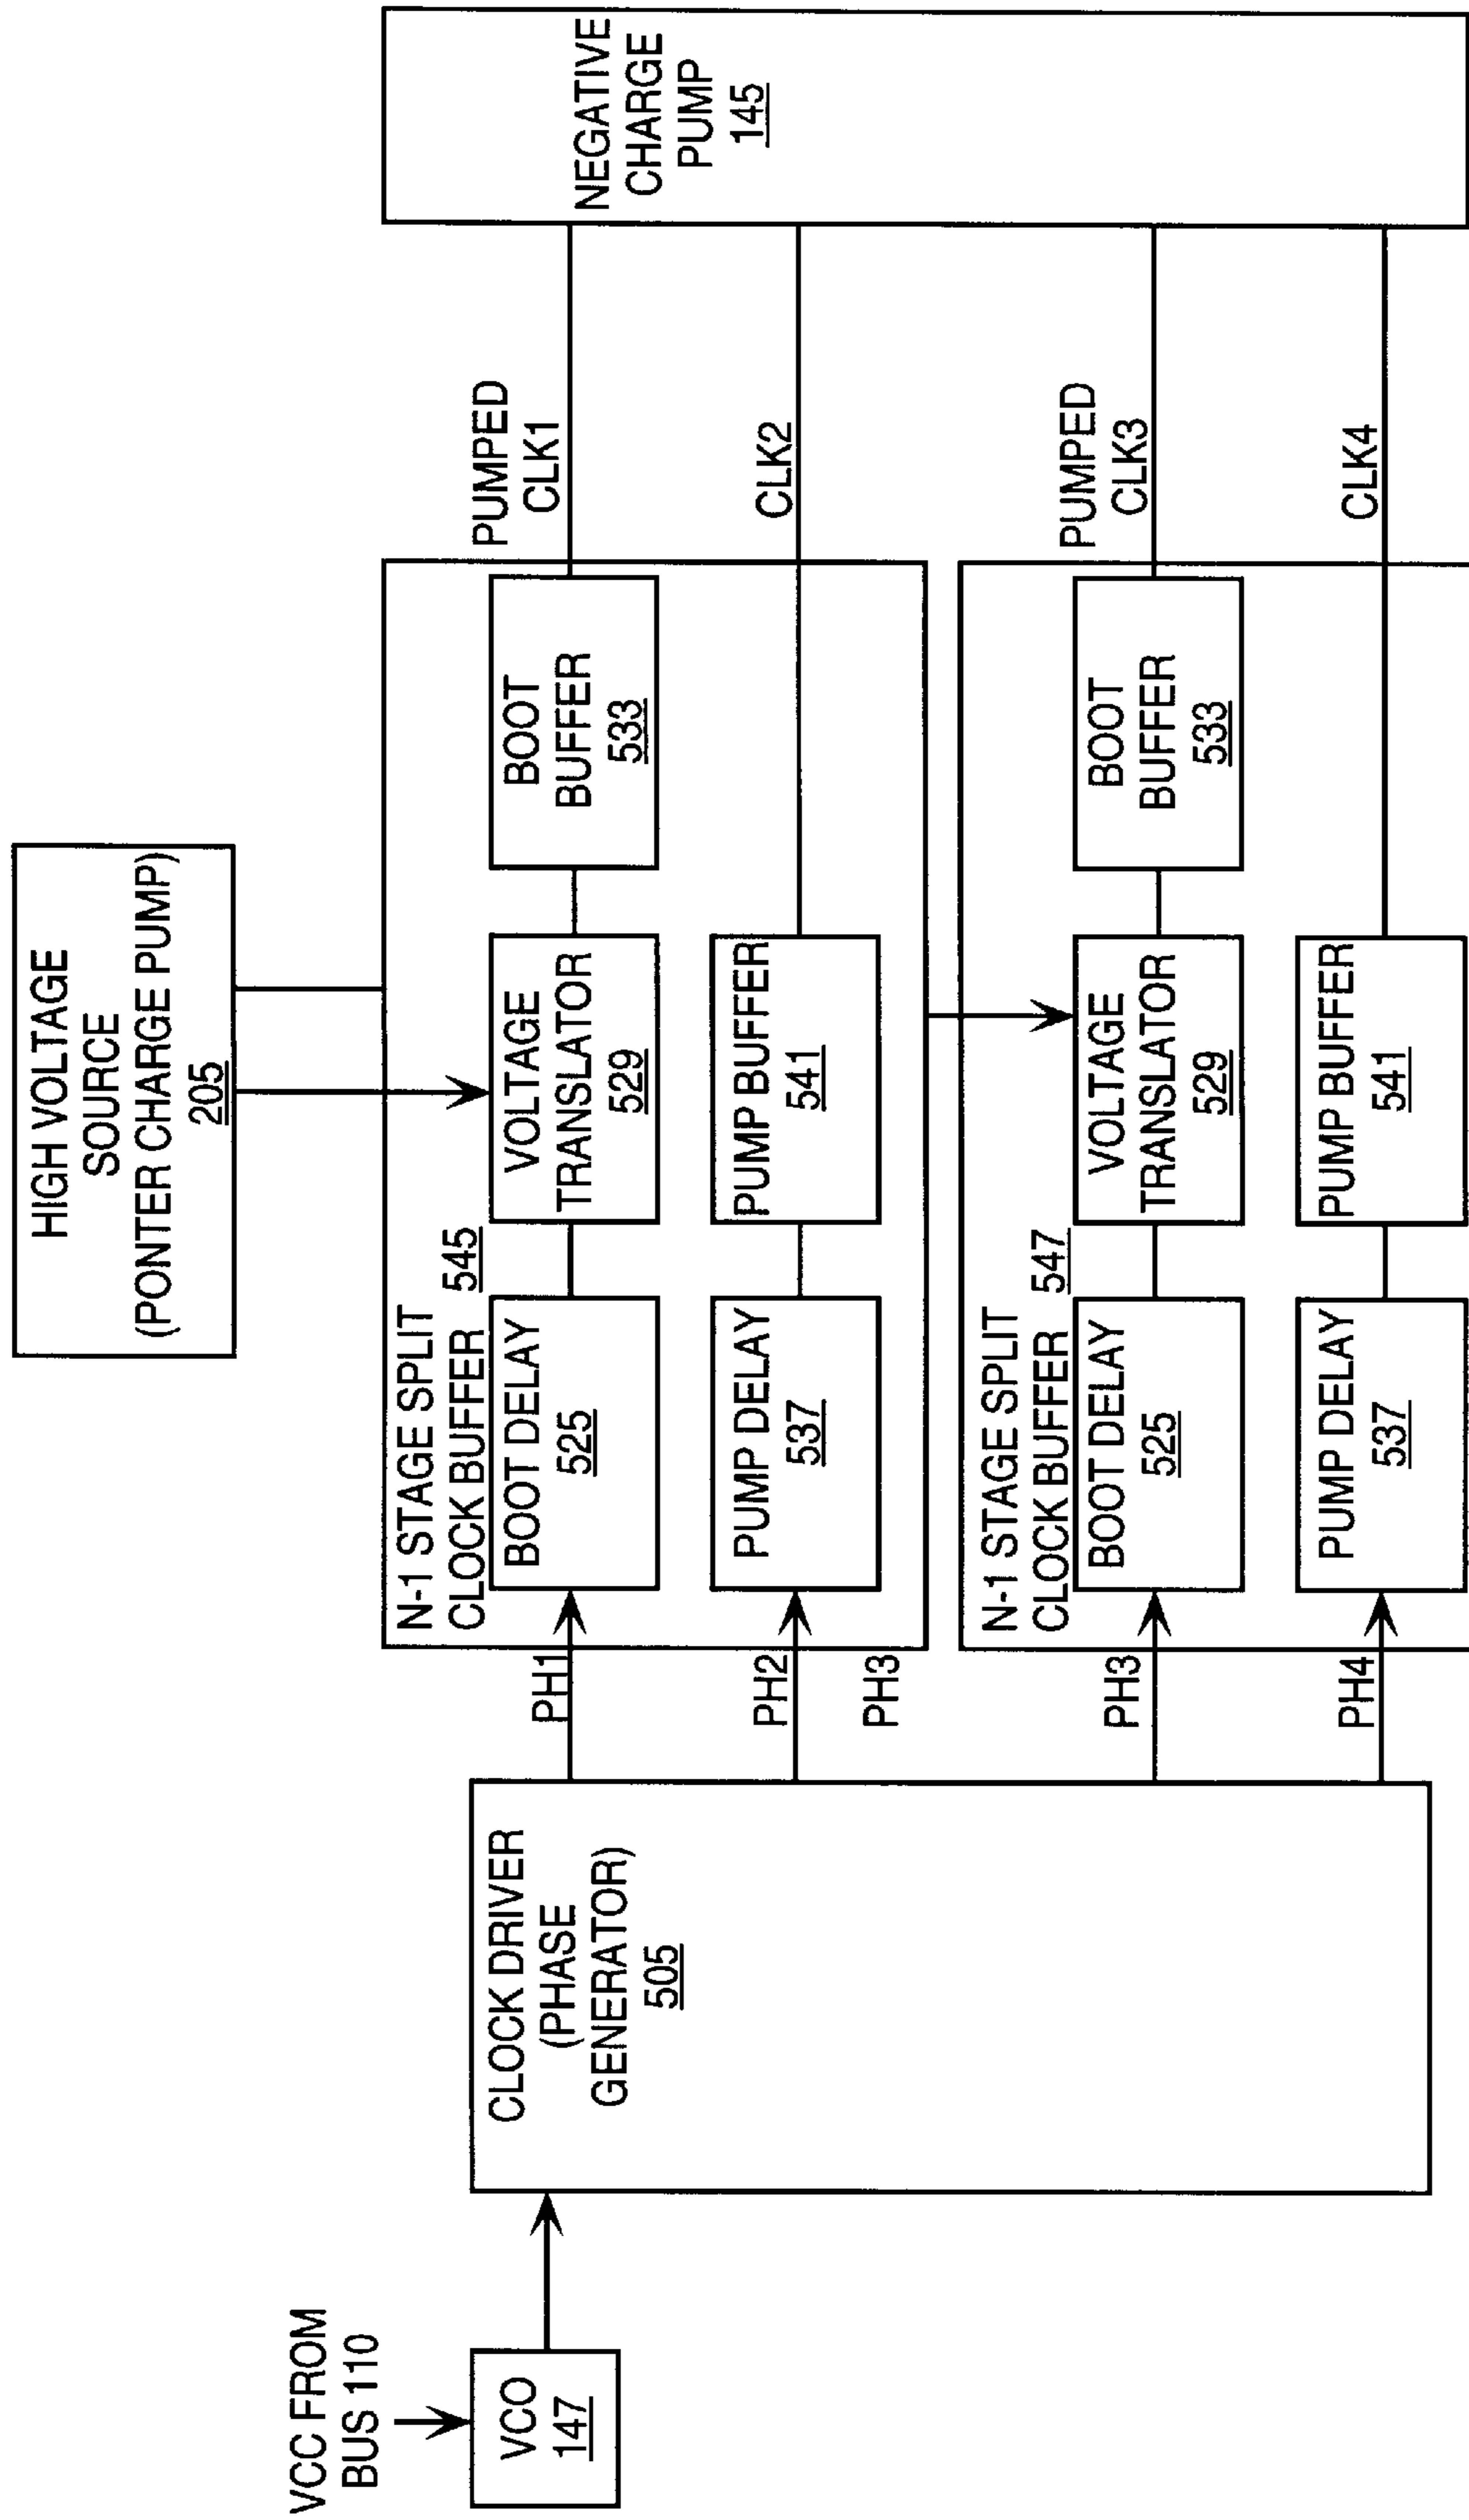 VCC FROM
BUS 110
VCO
147
CLOCK DRIVER
(PHASE
GENERATOR)
505
PH1
PH2
PH3
PH3
PH4
HIGH VOLTAGE
SOURCE
(PONTER CHARGE PUMP)
205
N-1 STAGE SPLIT
CLOCK BUFFER 545
BOOT DELAY
525
VOLTAGE
TRANSLATOR
529
BOOT
BUFFER
533
PUMP DELAY
537
PUMP BUFFER
541
N-1 STAGE SPLIT
CLOCK BUFFER 547
BOOT DELAY
525
VOLTAGE
TRANSLATOR
529
BOOT
BUFFER
533
PUMP DELAY
537
PUMP BUFFER
541
PUMPED
CLK1
CLK2
PUMPED
CLK3
CLK4
NEGATIVE
CHARGE
PUMP
145